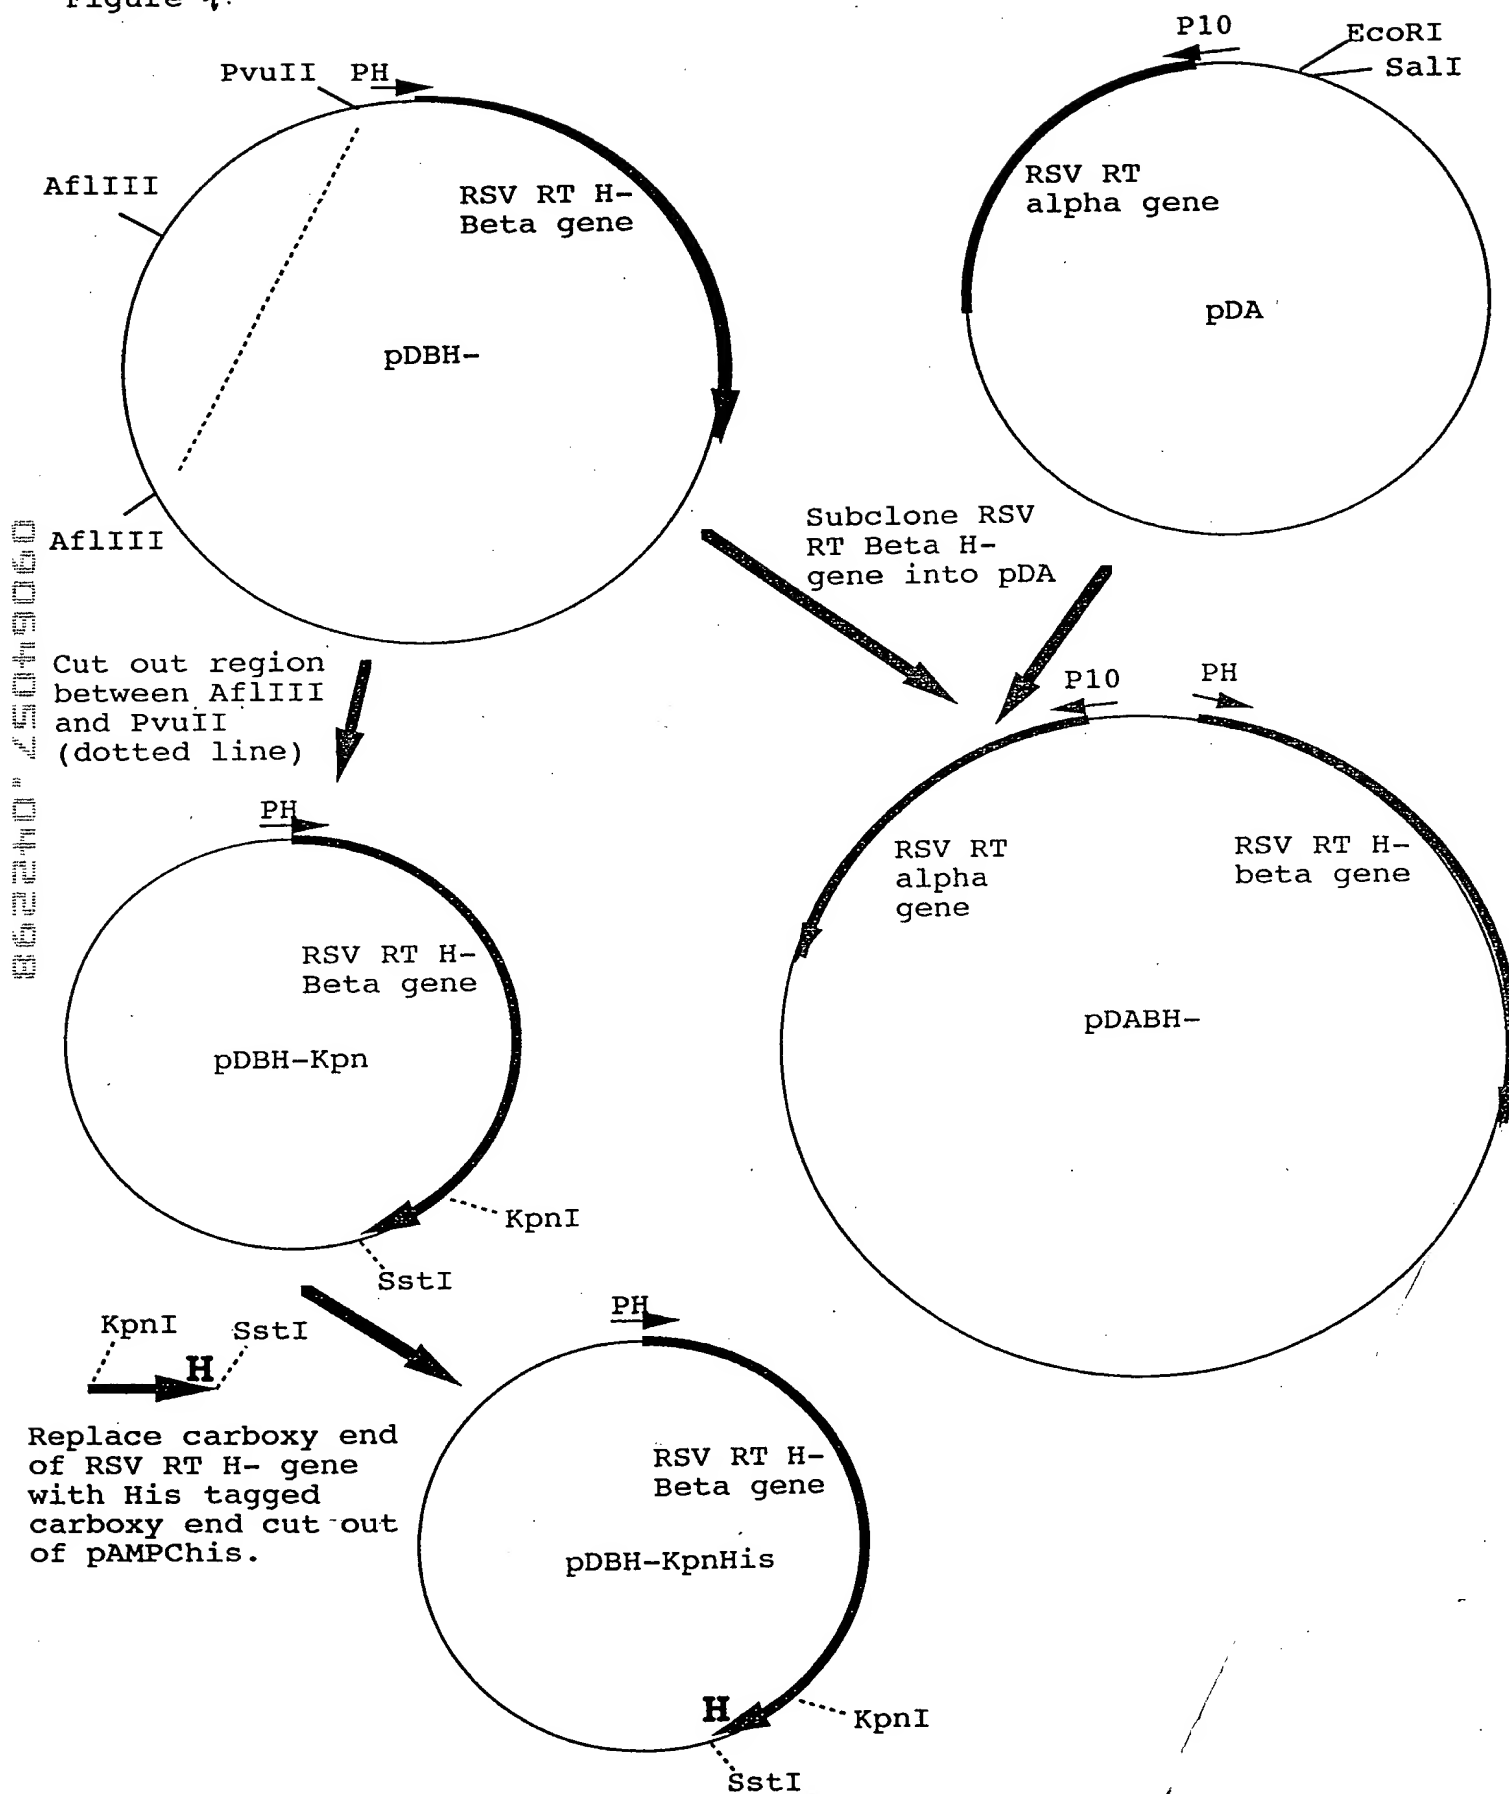 Figure 4.
PvuII
PH
AflIII
RSV RT H-
Beta gene
pDBH-
AflIII
P10
EcoRI
SalI
RSV RT
alpha gene
pDA
Subclone RSV
RT Beta H-
gene into pDA
Cut out region
between AflIII
and PvuII
(dotted line)
PH
RSV RT H-
Beta gene
pDBH-Kpn
KpnI
SstI
P10
PH
RSV RT
alpha
gene
RSV RT H-
beta gene
pDABH-
KpnI
SstI
H
Replace carboxy end
of RSV RT H- gene
with His tagged
carboxy end cut out
of pAMPChis.
PH
RSV RT H-
Beta gene
pDBH-KpnHis
H
KpnI
SstI
09064057.042298